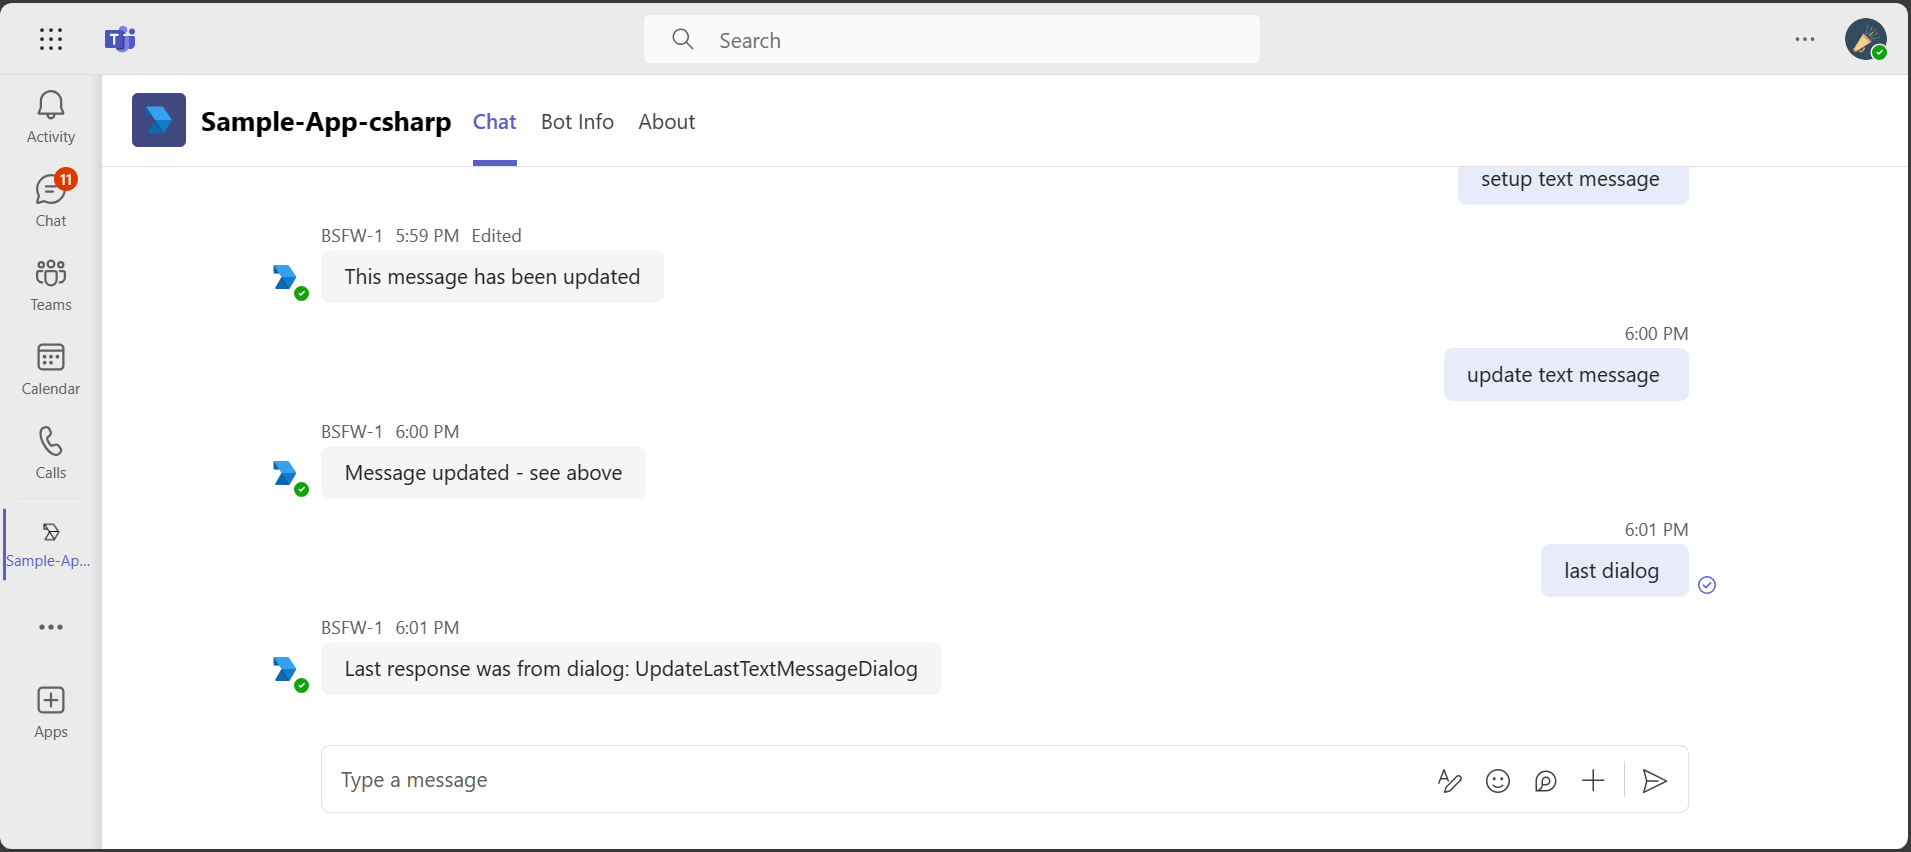 T
Search
Activity
11
Chat
Teams
Calendar
Calls
Sample-Ap...
Apps
Sample-App-csharp
Chat
Bot Info
About
setup text message
BSFW-1 5:59 PM Edited
This message has been updated
6:00 PM
update text message
BSFW-1 6:00 PM
Message updated - see above
6:01 PM
last dialog
BSFW-1 6:01 PM
Last response was from dialog: UpdateLastTextMessageDialog
Type a message